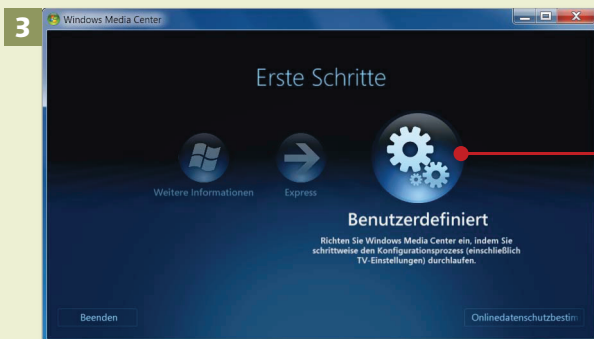 3
Windows Media Center
Erste Schritte
Weitere Informationen
Express
Benutzerdefiniert
Richten Sie Windows Media Center ein, indem Sie
schrittweise den Konfigurationsprozess (einschließlich
TV-Einstellungen) durchlaufen.
Beenden
Onlinedatenschutzbestim